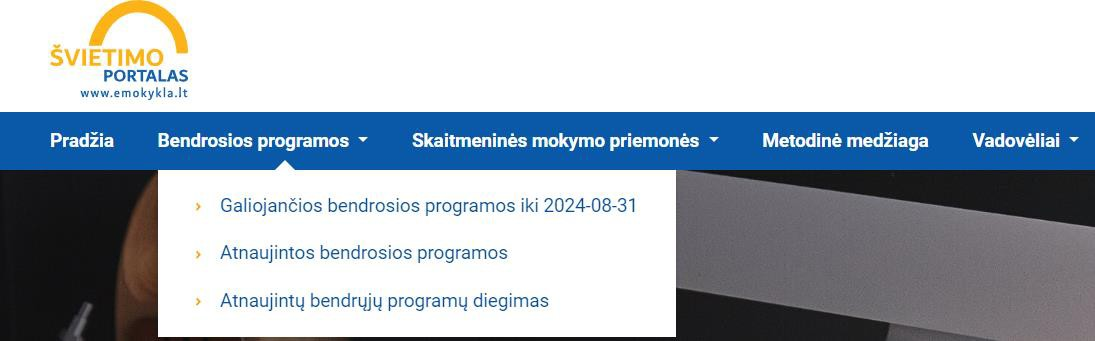 ŠVIETIMO
PORTALAS
www.emokykla.lt
Pradžia Bendrosios programos Skaitmeninės mokymo priemonės Metodinė medžiaga Vadovėliai
Galiojančios bendrosios programos iki 2024-08-31
Atnaujintos bendrosios programos
Atnaujintų bendrųjų programų diegimas